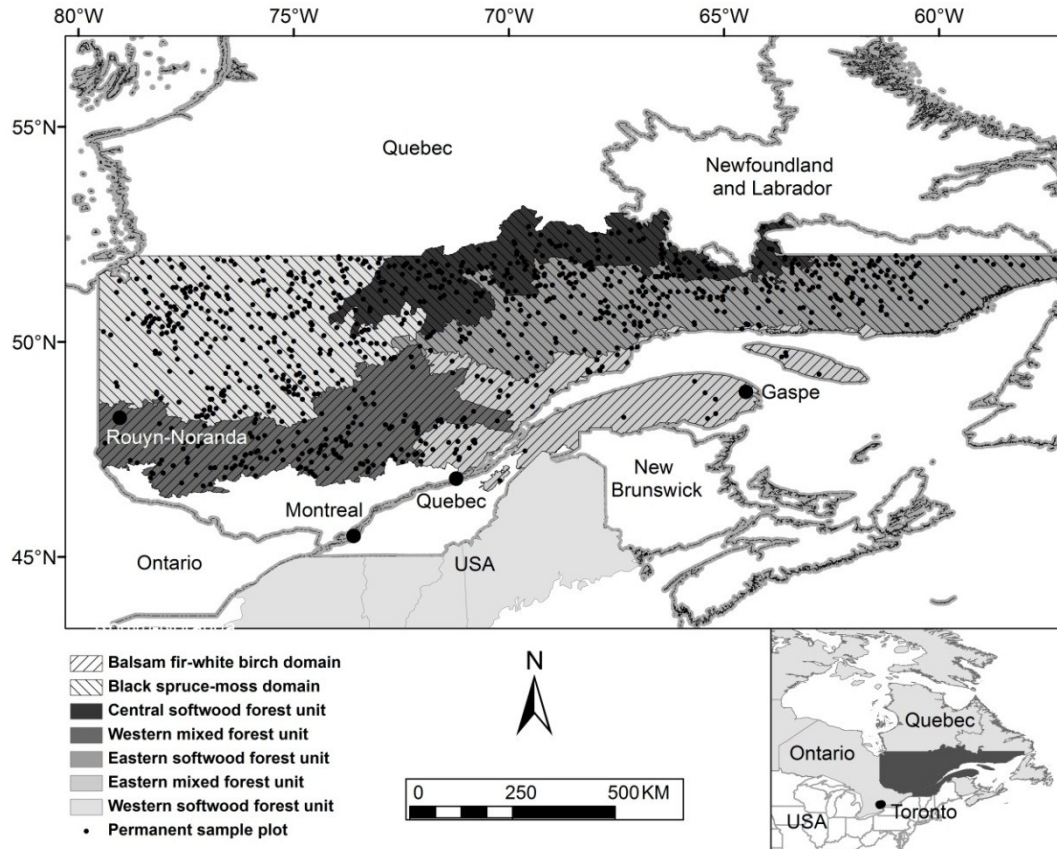 80°W 75°W 70°W 65°W 60°W
55°N
Quebec
Newfoundland
and Labrador
50°N
Gaspe
Rouyn-Noranda
New
Brunswick
Quebec
Montreal
45°N
Ontario
USA
Balsam fir-white birch domain
Black spruce-moss domain
Central softwood forest unit
Western mixed forest unit
Eastern softwood forest unit
Eastern mixed forest unit
Western softwood forest unit
Permanent sample plot
N
0 250 500 KM
Quebec
Ontario
Toronto
USA